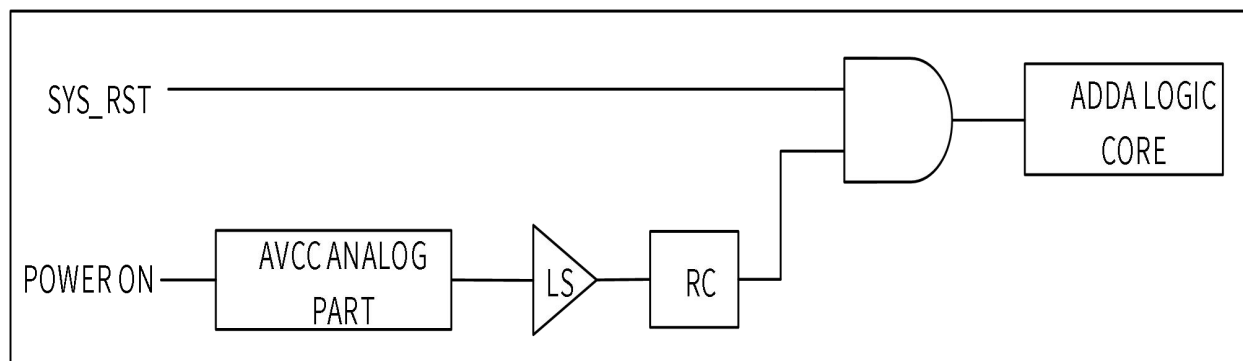 SYS_RST
ADDA LOGIC
CORE
POWER ON
AVCC ANALOG
PART
LS
RC